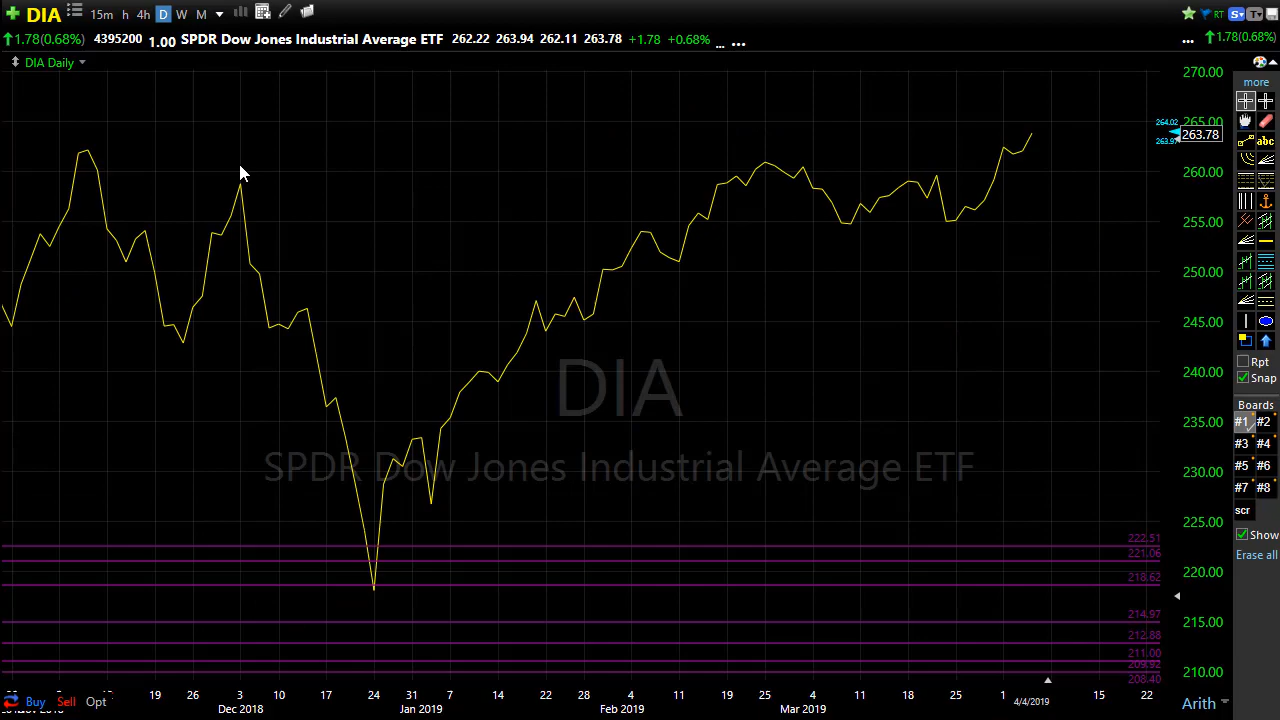 DIA 15m h 4h D W M RT S T
1.78(0.68%) 4395200 1.00 SPDR Dow Jones Industrial Average ETF 262.22 263.94 262.11 263.78 +1.78 +0.68% ... ... ... 1.78(0.68%)
DIA Daily
270.00
more
264.02
265.00
263.78
263.97
abc
260.00
255.00
250.00
245.00
240.00
235.00
230.00
225.00
220.00
215.00
210.00
DIA
SPDR Dow Jones Industrial Average ETF
Rpt
Snap
Boards
#1 #2
#3 #4
#5 #6
#7 #8
scr
Show
Erase all
222.51
221.06
218.62
214.97
212.88
211.00
209.92
208.40
19 26 3 10 17 24 31 7 14 22 28 4 11 19 25 4 11 18 25 1 15 22
Buy Sell Opt
Dec 2018 Jan 2019 Feb 2019 Mar 2019 4/4/2019
Arith